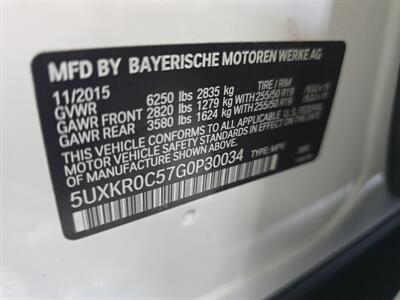 MFD BY BAYERISCHE MOTOREN WERKE AG
11/2015 TIRE / RIM
GVWR 6250 lbs 2835 kg
GAWR FRONT 2820 lbs 1279 kg WITH 255/50 R19
GAWR REAR 3580 lbs 1624 kg WITH 255/50 R19
THIS VEHICLE CONFORMS TO ALL APPLICABLE U.S. FEDERAL
MOTOR VEHICLE SAFETY STANDARDS IN EFFECT ON THE
DATE OF MANUFACTURE SHOWN ABOVE.
5UXKR0C57G0P30034 TYPE: MPV